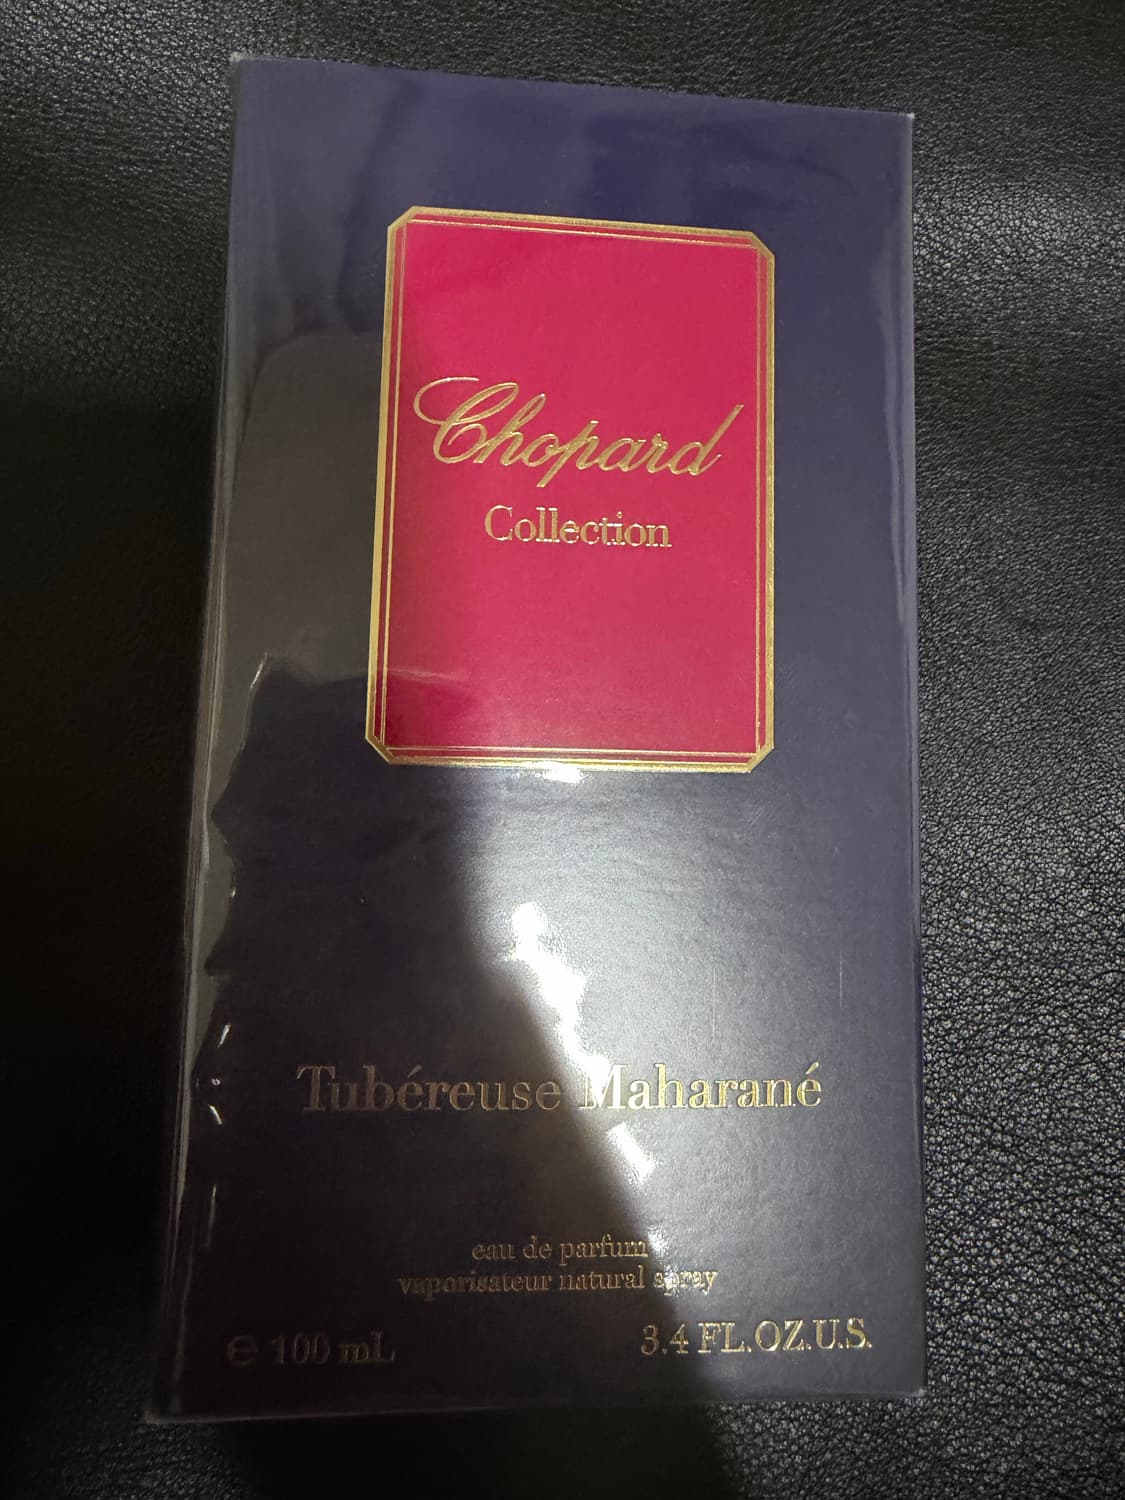 Chopard
Collection
Tubéreuse Maharané
eau de parfum
vaporisateur natural spray
℮ 100 mL
3.4 FL.OZ.U.S.